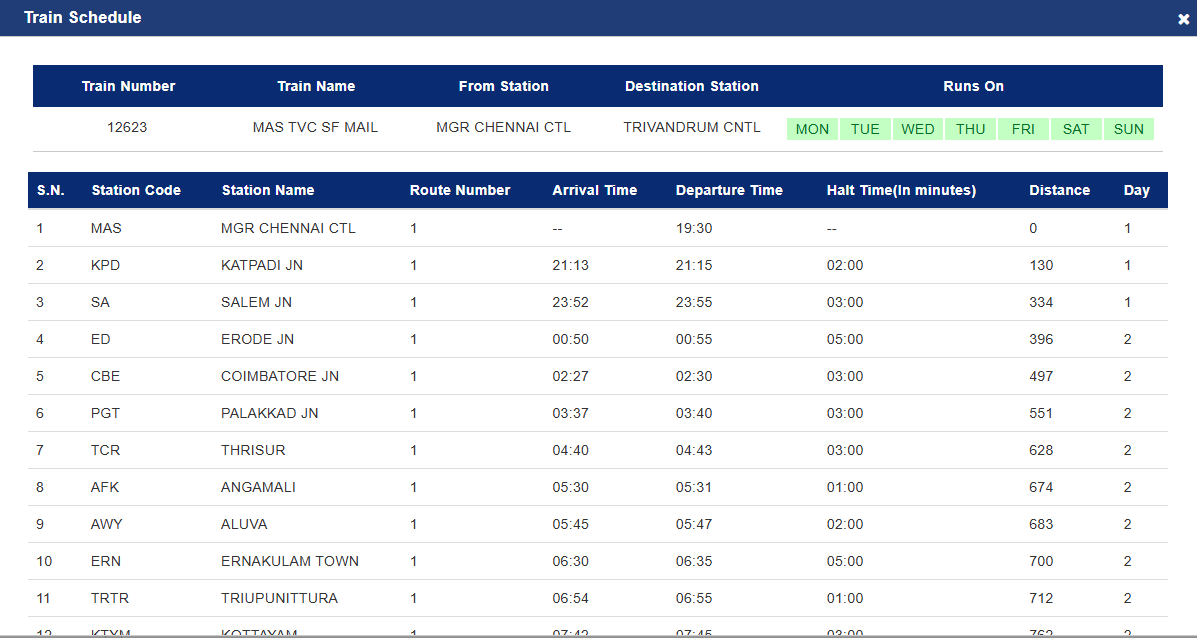 Train Schedule
Train Number Train Name From Station Destination Station Runs On
12623 MAS TVC SF MAIL MGR CHENNAI CTL TRIVANDRUM CNTL MON TUE WED THU FRI SAT SUN
S.N. Station Code Station Name Route Number Arrival Time Departure Time Halt Time(In minutes) Distance Day
1 MAS MGR CHENNAI CTL 1 -- 19:30 -- 0 1
2 KPD KATPADI JN 1 21:13 21:15 02:00 130 1
3 SA SALEM JN 1 23:52 23:55 03:00 334 1
4 ED ERODE JN 1 00:50 00:55 05:00 396 2
5 CBE COIMBATORE JN 1 02:27 02:30 03:00 497 2
6 PGT PALAKKAD JN 1 03:37 03:40 03:00 551 2
7 TCR THRISUR 1 04:40 04:43 03:00 628 2
8 AFK ANGAMALI 1 05:30 05:31 01:00 674 2
9 AWY ALUVA 1 05:45 05:47 02:00 683 2
10 ERN ERNAKULAM TOWN 1 06:30 06:35 05:00 700 2
11 TRTR TRIUPUNITTURA 1 06:54 06:55 01:00 712 2
12 KTYM KOTTAYAM 1 07:42 07:45 03:00 762 2